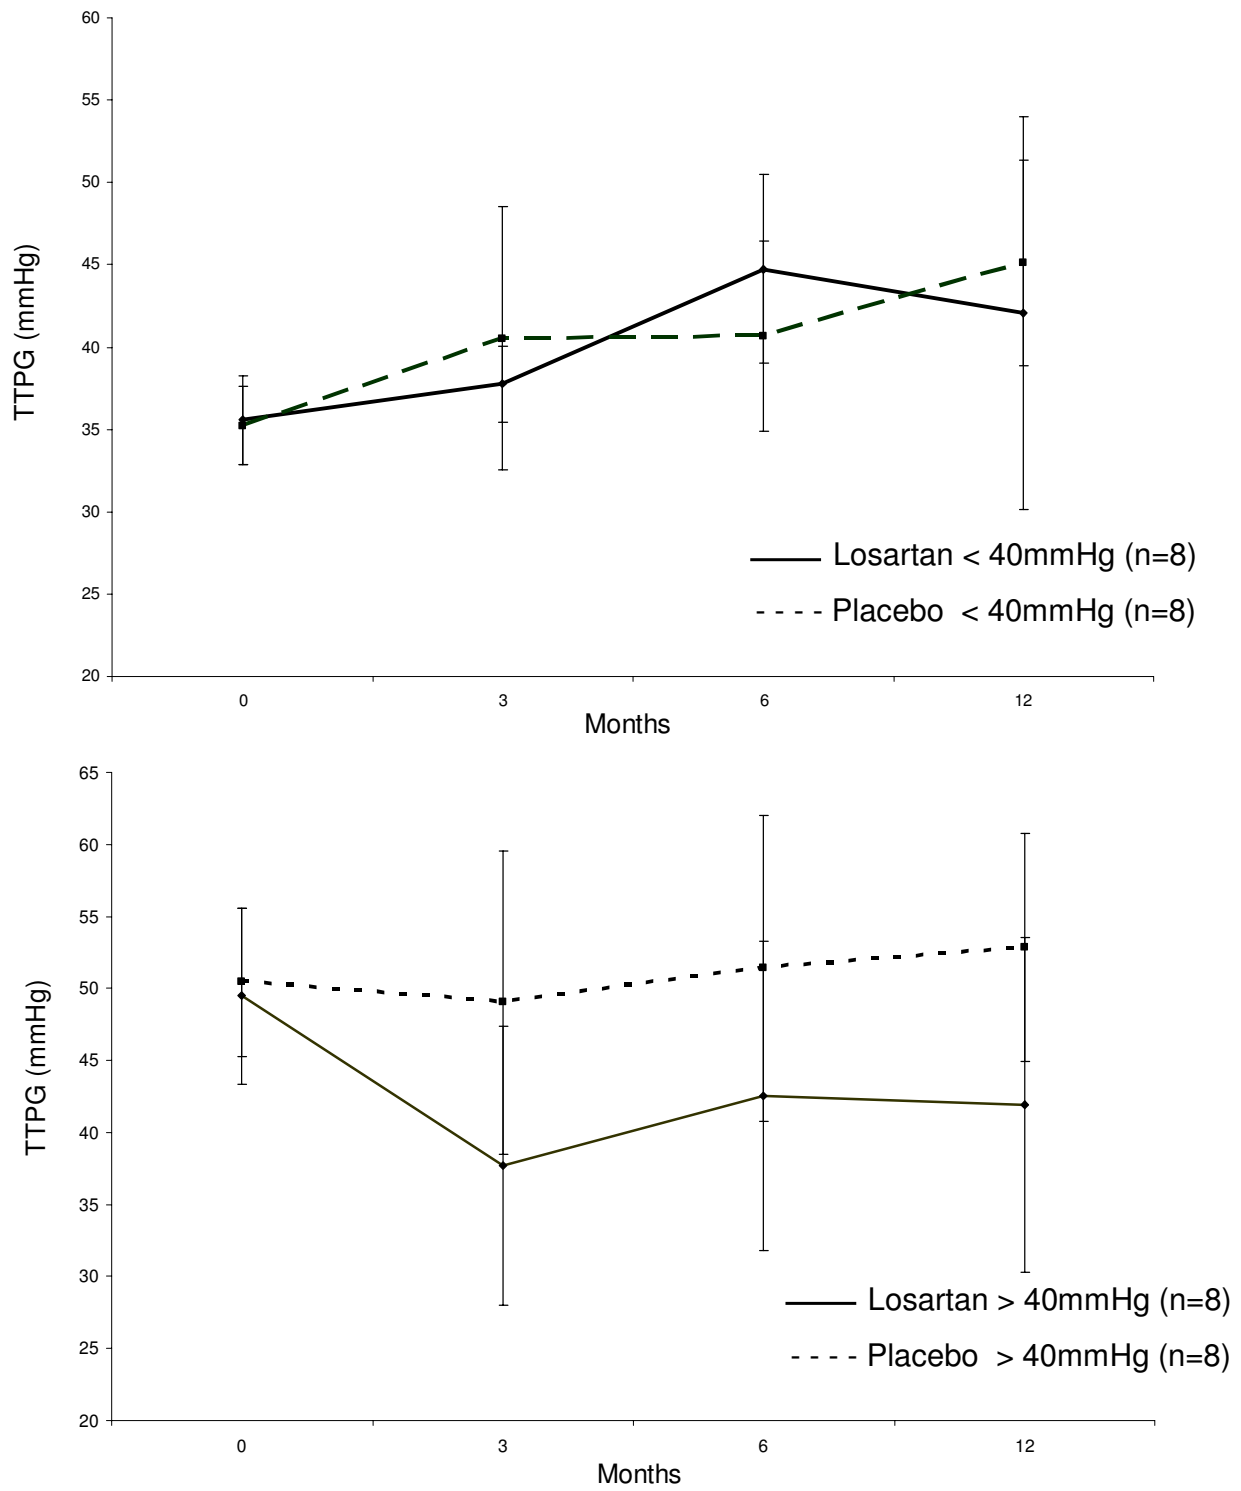 60
55
50
45
40
35
30
25
20
TTPG (mmHg)
Losartan < 40mmHg (n=8)
Placebo < 40mmHg (n=8)
0 3 6 12
Months
65
60
55
50
45
40
35
30
25
20
TTPG (mmHg)
Losartan > 40mmHg (n=8)
Placebo > 40mmHg (n=8)
0 3 6 12
Months